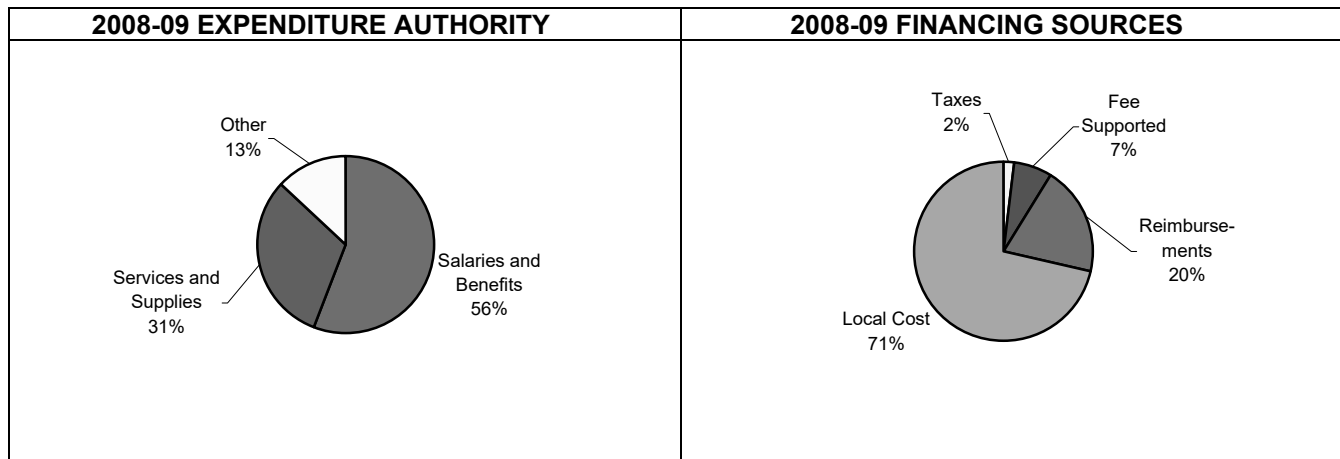 2008-09 EXPENDITURE AUTHORITY
Other
13%
Services and
Supplies
31%
Salaries and
Benefits
56%
2008-09 FINANCING SOURCES
Taxes
2%
Fee
Supported
7%
Reimburse-
ments
20%
Local Cost
71%